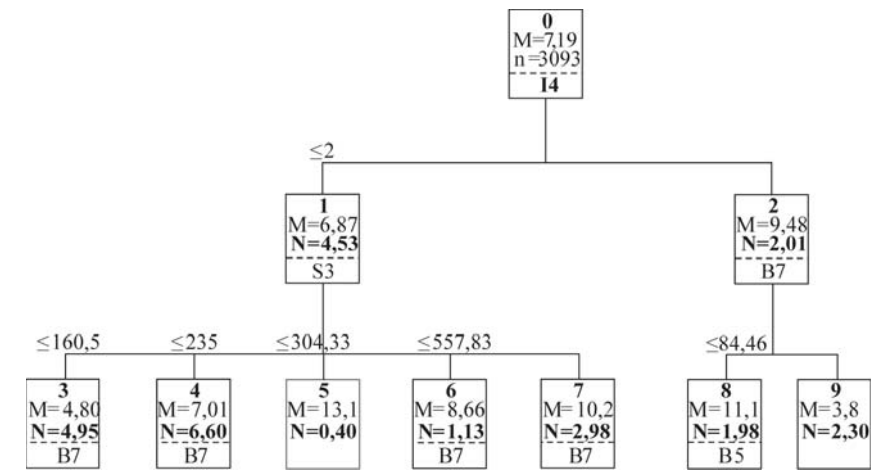 0
M=7,19
n=3093
I4
≤2
1
M=6,87
N=4,53
S3
2
M=9,48
N=2,01
B7
≤160,5
≤235
≤304,33
≤557,83
≤84,46
3
M=4,80
N=4,95
B7
4
M=7,01
N=6,60
B7
5
M=13,1
N=0,40
6
M=8,66
N=1,13
B7
7
M=10,2
N=2,98
B7
8
M=11,1
N=1,98
B5
9
M=3,8
N=2,30